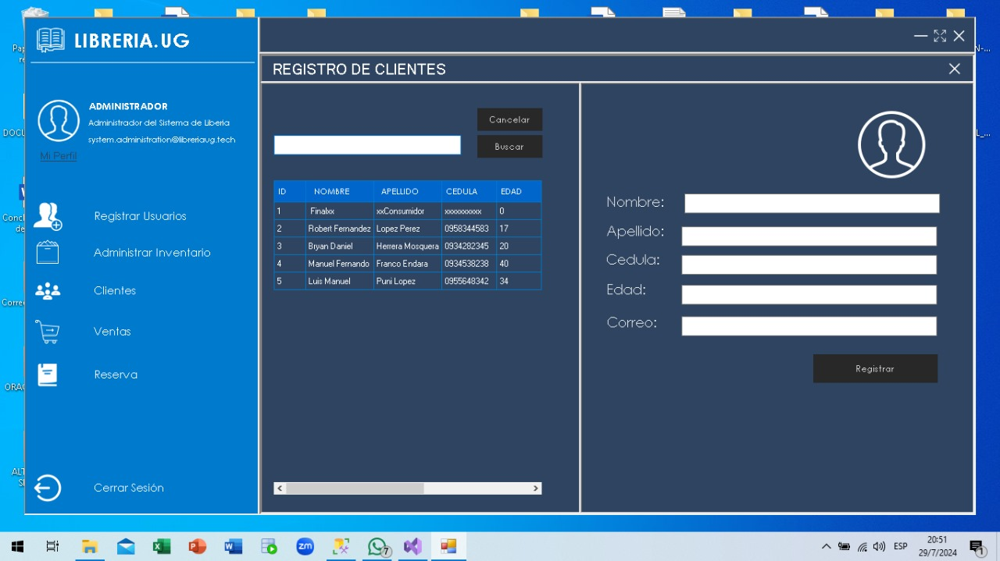 LIBRERIA.UG
ADMINISTRADOR
Administrador del Sistema de Liberia
system.administration@libreriaug.tech
Mi Perfil
Registrar Usuarios
Administrar Inventario
Clientes
Ventas
Reserva
Cerrar Sesión
REGISTRO DE CLIENTES
Cancelar
Buscar
ID NOMBRE APELLIDO CEDULA EDAD
1 Finalxx xxConsumidor xxxxxxxxxx 0
2 Robert Fernandez Lopez Perez 0958344583 17
3 Bryan Daniel Herrera Mosquera 0934282345 20
4 Manuel Fernando Franco Endara 0934538238 40
5 Luis Manuel Puni Lopez 0955648342 34
Nombre:
Apellido:
Cedula:
Edad:
Correo:
Registrar
zm
7
ESP
20:51
29/7/2024
1